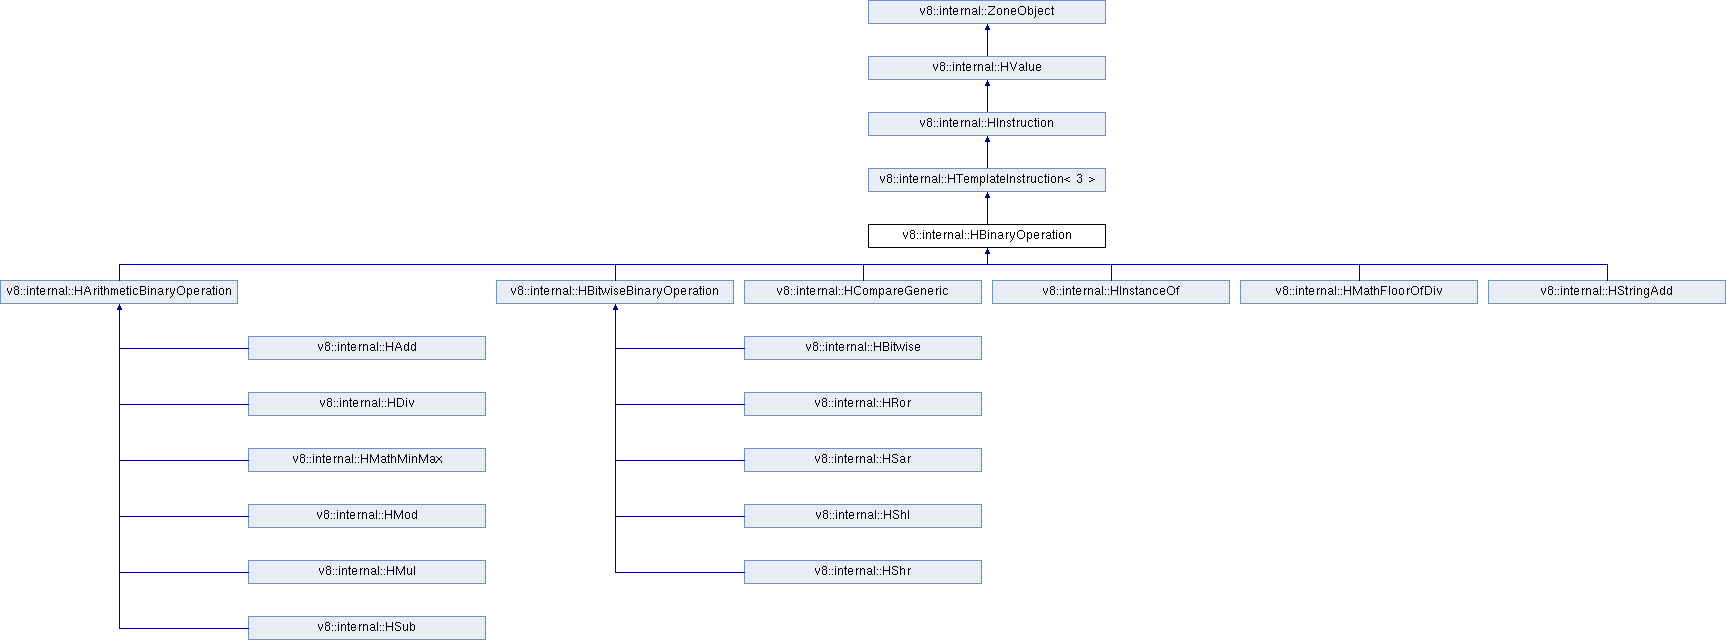 v8::internal::ZoneObject
v8::internal::HValue
v8::internal::HInstruction
v8::internal::HTemplateInstruction< 3 >
v8::internal::HBinaryOperation
v8::internal::HArithmeticBinaryOperation
v8::internal::HBitwiseBinaryOperation
v8::internal::HCompareGeneric
v8::internal::HInstanceOf
v8::internal::HMathFloorOfDiv
v8::internal::HStringAdd
v8::internal::HAdd
v8::internal::HBitwise
v8::internal::HDiv
v8::internal::HRor
v8::internal::HMathMinMax
v8::internal::HSar
v8::internal::HMod
v8::internal::HShl
v8::internal::HMul
v8::internal::HShr
v8::internal::HSub